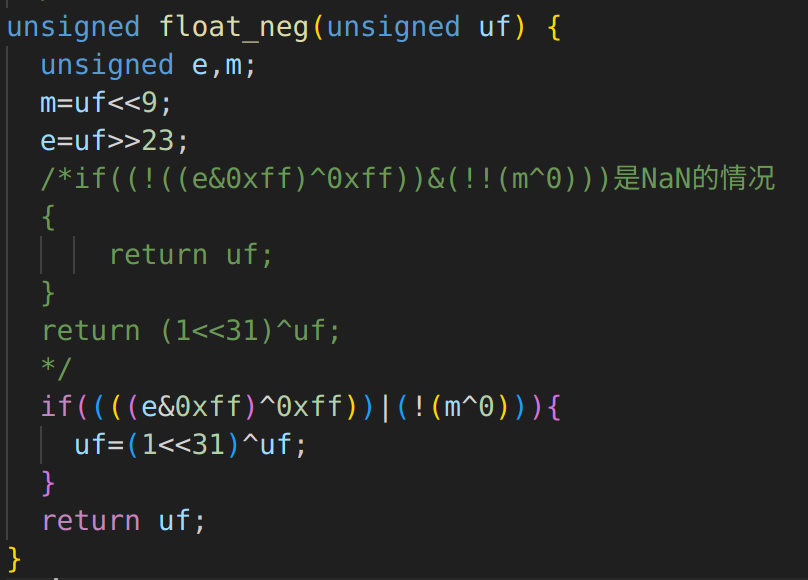 unsigned float_neg(unsigned uf) {
unsigned e,m;
m=uf<<9;
e=uf>>23;
/*if((!((e&0xff)^0xff))&(!!(m^0)))是NaN的情况
{
return uf;
}
return (1<<31)^uf;
*/
if((((e&0xff)^0xff))|(!(m^0))){
uf=(1<<31)^uf;
}
return uf;
}